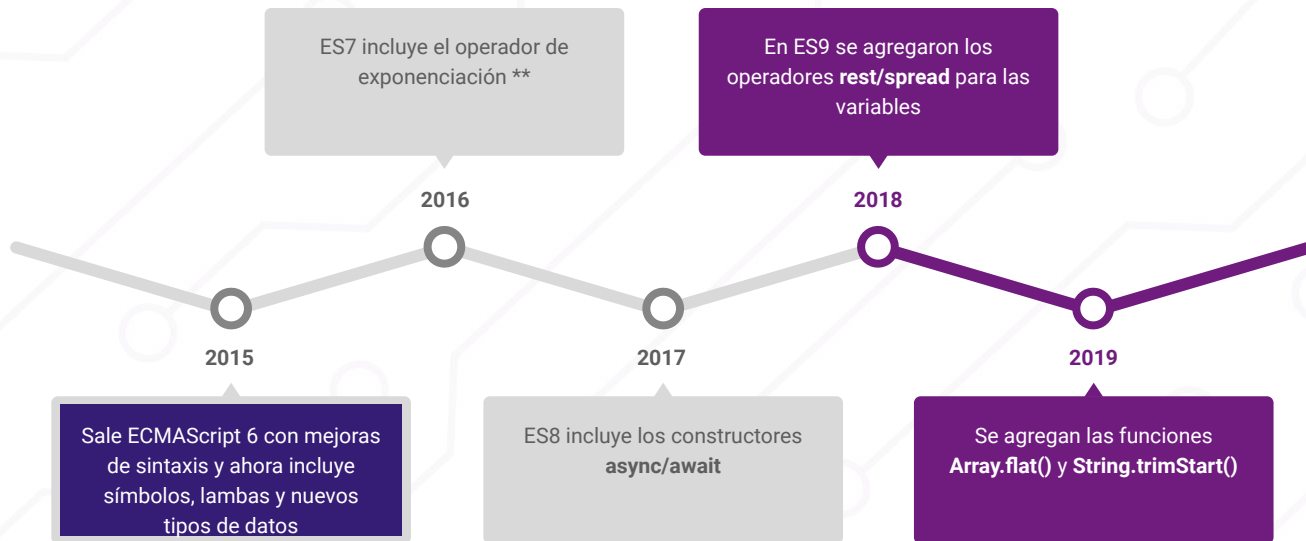 ES7 incluye el operador de
exponenciación **
En ES9 se agregaron los
operadores rest/spread para las
variables
2016
2018
2015
2017
2019
Sale ECMAScript 6 con mejoras
de sintaxis y ahora incluye
símbolos, lambas y nuevos
tipos de datos
ES8 incluye los constructores
async/await
Se agregan las funciones
Array.flat() y String.trimStart()